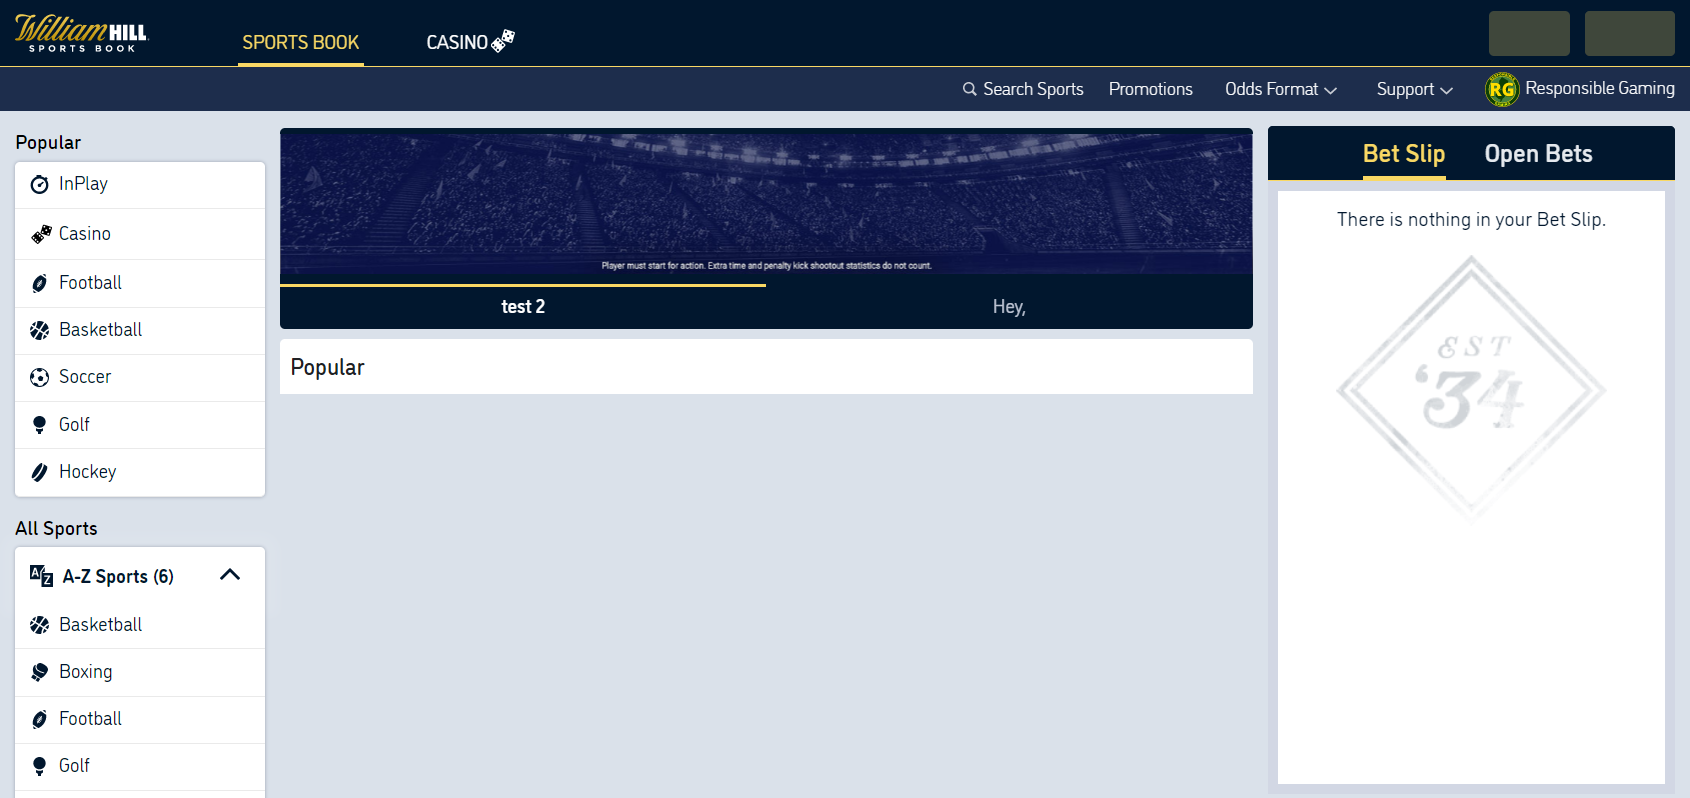 William HILL
SPORTS BOOK
SPORTS BOOK
CASINO
Search Sports
Promotions
Odds Format
Support
RESPONSIBLE
RG
GAMING
Responsible Gaming
Popular
InPlay
Casino
Football
Basketball
Soccer
Golf
Hockey
All Sports
A Z
A-Z Sports (6)
Basketball
Boxing
Football
Golf
Player must start for action. Extra time and penalty kick shootout statistics do not count.
test 2
Hey,
Popular
Bet Slip
Open Bets
There is nothing in your Bet Slip.
EST
‘34